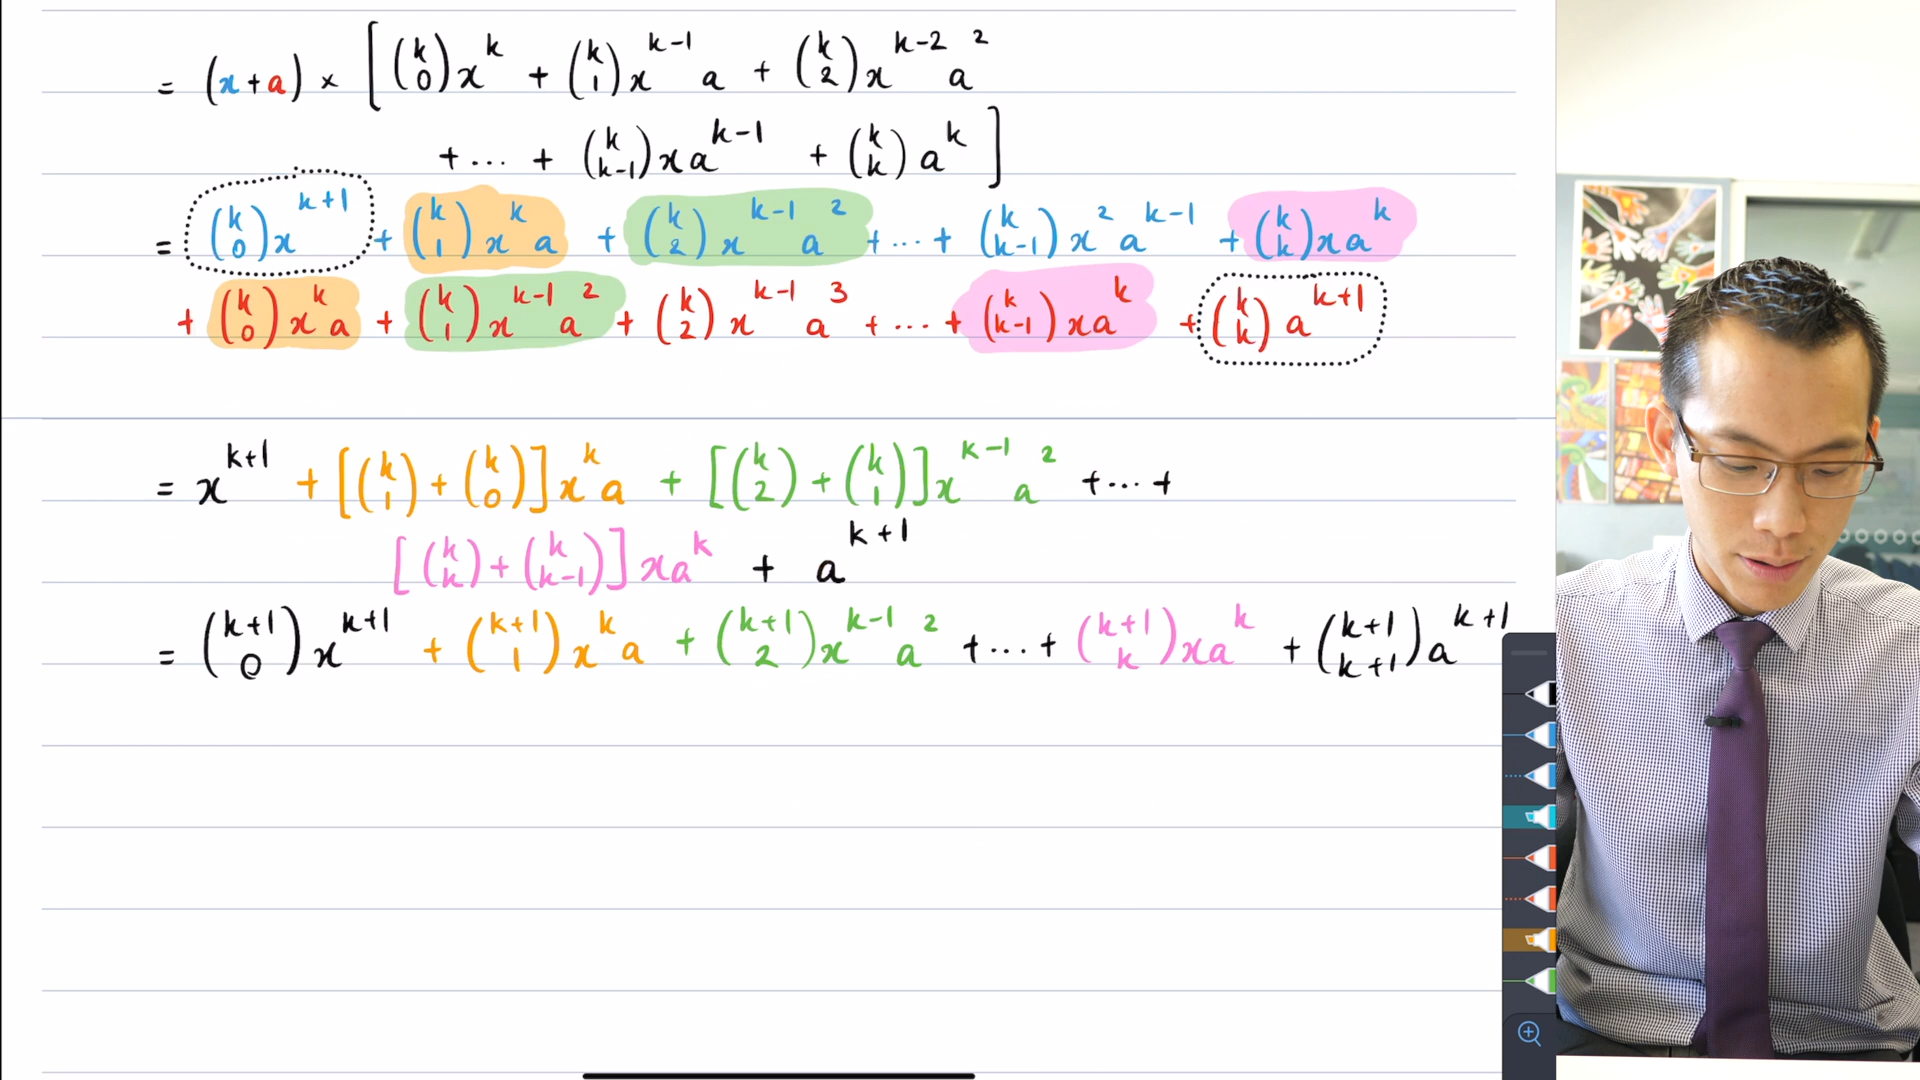 = (x+a) × [ (k 0) x^k + (k 1) x^{k-1} a + (k 2) x^{k-2} a^2
+ ... + (k k-1) x a^{k-1} + (k k) a^k ]
= (k 0) x^{k+1} + (k 1) x^k a + (k 2) x^{k-1} a^2 + ... + (k k-1) x^2 a^{k-1} + (k k) x a^k
+ (k 0) x^k a + (k 1) x^{k-1} a^2 + (k 2) x^{k-1} a^3 + ... + (k k-1) x a^k + (k k) a^{k+1}
= x^{k+1} + [ (k 1) + (k 0) ] x^k a + [ (k 2) + (k 1) ] x^{k-1} a^2 + ... +
[ (k k) + (k k-1) ] x a^k + a^{k+1}
= (k+1 0) x^{k+1} + (k+1 1) x^k a + (k+1 2) x^{k-1} a^2 + ... + (k+1 k) x a^k + (k+1 k+1) a^{k+1}